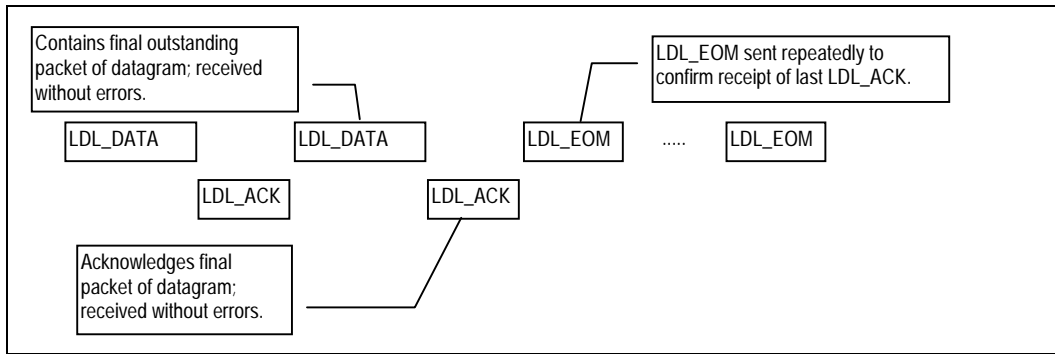 Contains final outstanding
packet of datagram; received
without errors.
LDL_EOM sent repeatedly to
confirm receipt of last LDL_ACK.
LDL_DATA
LDL_DATA
LDL_EOM
.....
LDL_EOM
LDL_ACK
LDL_ACK
Acknowledges final
packet of datagram;
received without errors.